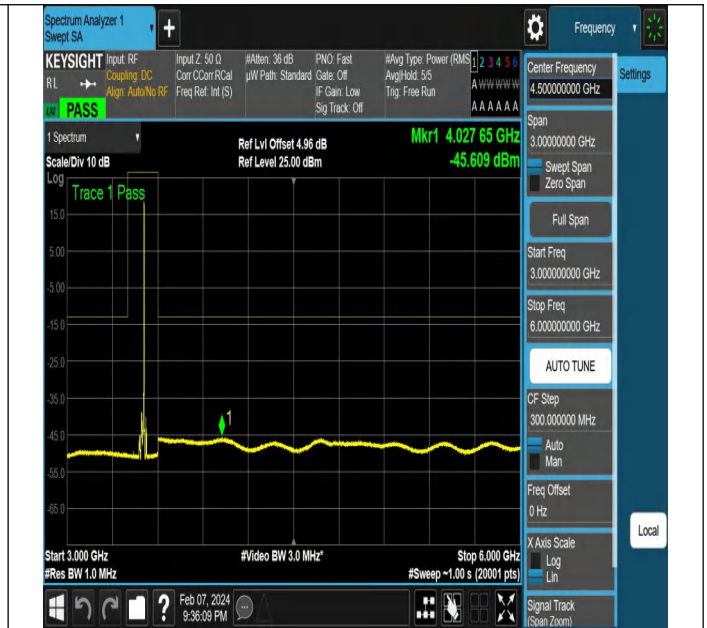 Spectrum Analyzer 1
Swept SA
+
Frequency
KEYSIGHT
RL
LXI
PASS
Input: RF
Coupling: DC
Align: Auto/No RF
Input Z: 50 Ω
Corr CCorr RCal
Freq Ref: Int (S)
#Atten: 36 dB
µW Path: Standard
PNO: Fast
Gate: Off
IF Gain: Low
Sig Track: Off
#Avg Type: Power (RMS
Avg|Hold: 5/5
Trig: Free Run
1 2 3 4 5 6
A W W W W W
A A A A A A
1 Spectrum
Scale/Div 10 dB
Ref Lvl Offset 4.96 dB
Ref Level 25.00 dBm
Mkr1 4.027 65 GHz
-45.609 dBm
Log
Trace 1 Pass
15.0
5.00
-5.00
-15.0
-25.0
-35.0
-45.0
-55.0
-65.0
1
Start 3.000 GHz
#Res BW 1.0 MHz
#Video BW 3.0 MHz*
Stop 6.000 GHz
#Sweep ~1.00 s (20001 pts)
?
Feb 07, 2024
9:36:09 PM
Center Frequency
4.500000000 GHz
Settings
Span
3.00000000 GHz
Swept Span
Zero Span
Full Span
Start Freq
3.000000000 GHz
Stop Freq
6.000000000 GHz
AUTO TUNE
CF Step
300.000000 MHz
Auto
Man
Freq Offset
0 Hz
X Axis Scale
Log
Lin
Local
Signal Track
(Span Zoom)